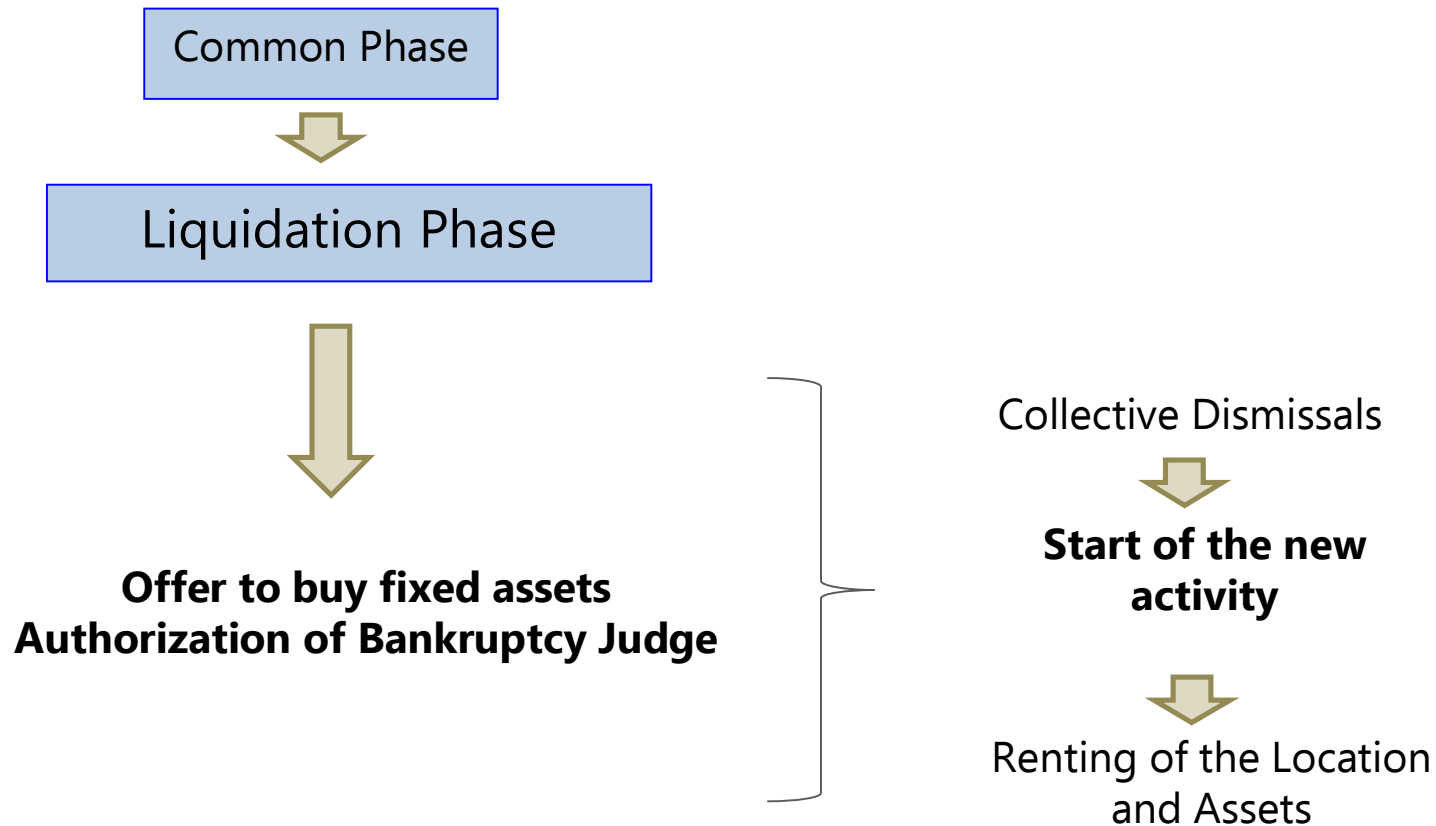 Common Phase
Liquidation Phase
Offer to buy fixed assets
Authorization of Bankruptcy Judge
Collective Dismissals
Start of the new
activity
Renting of the Location
and Assets